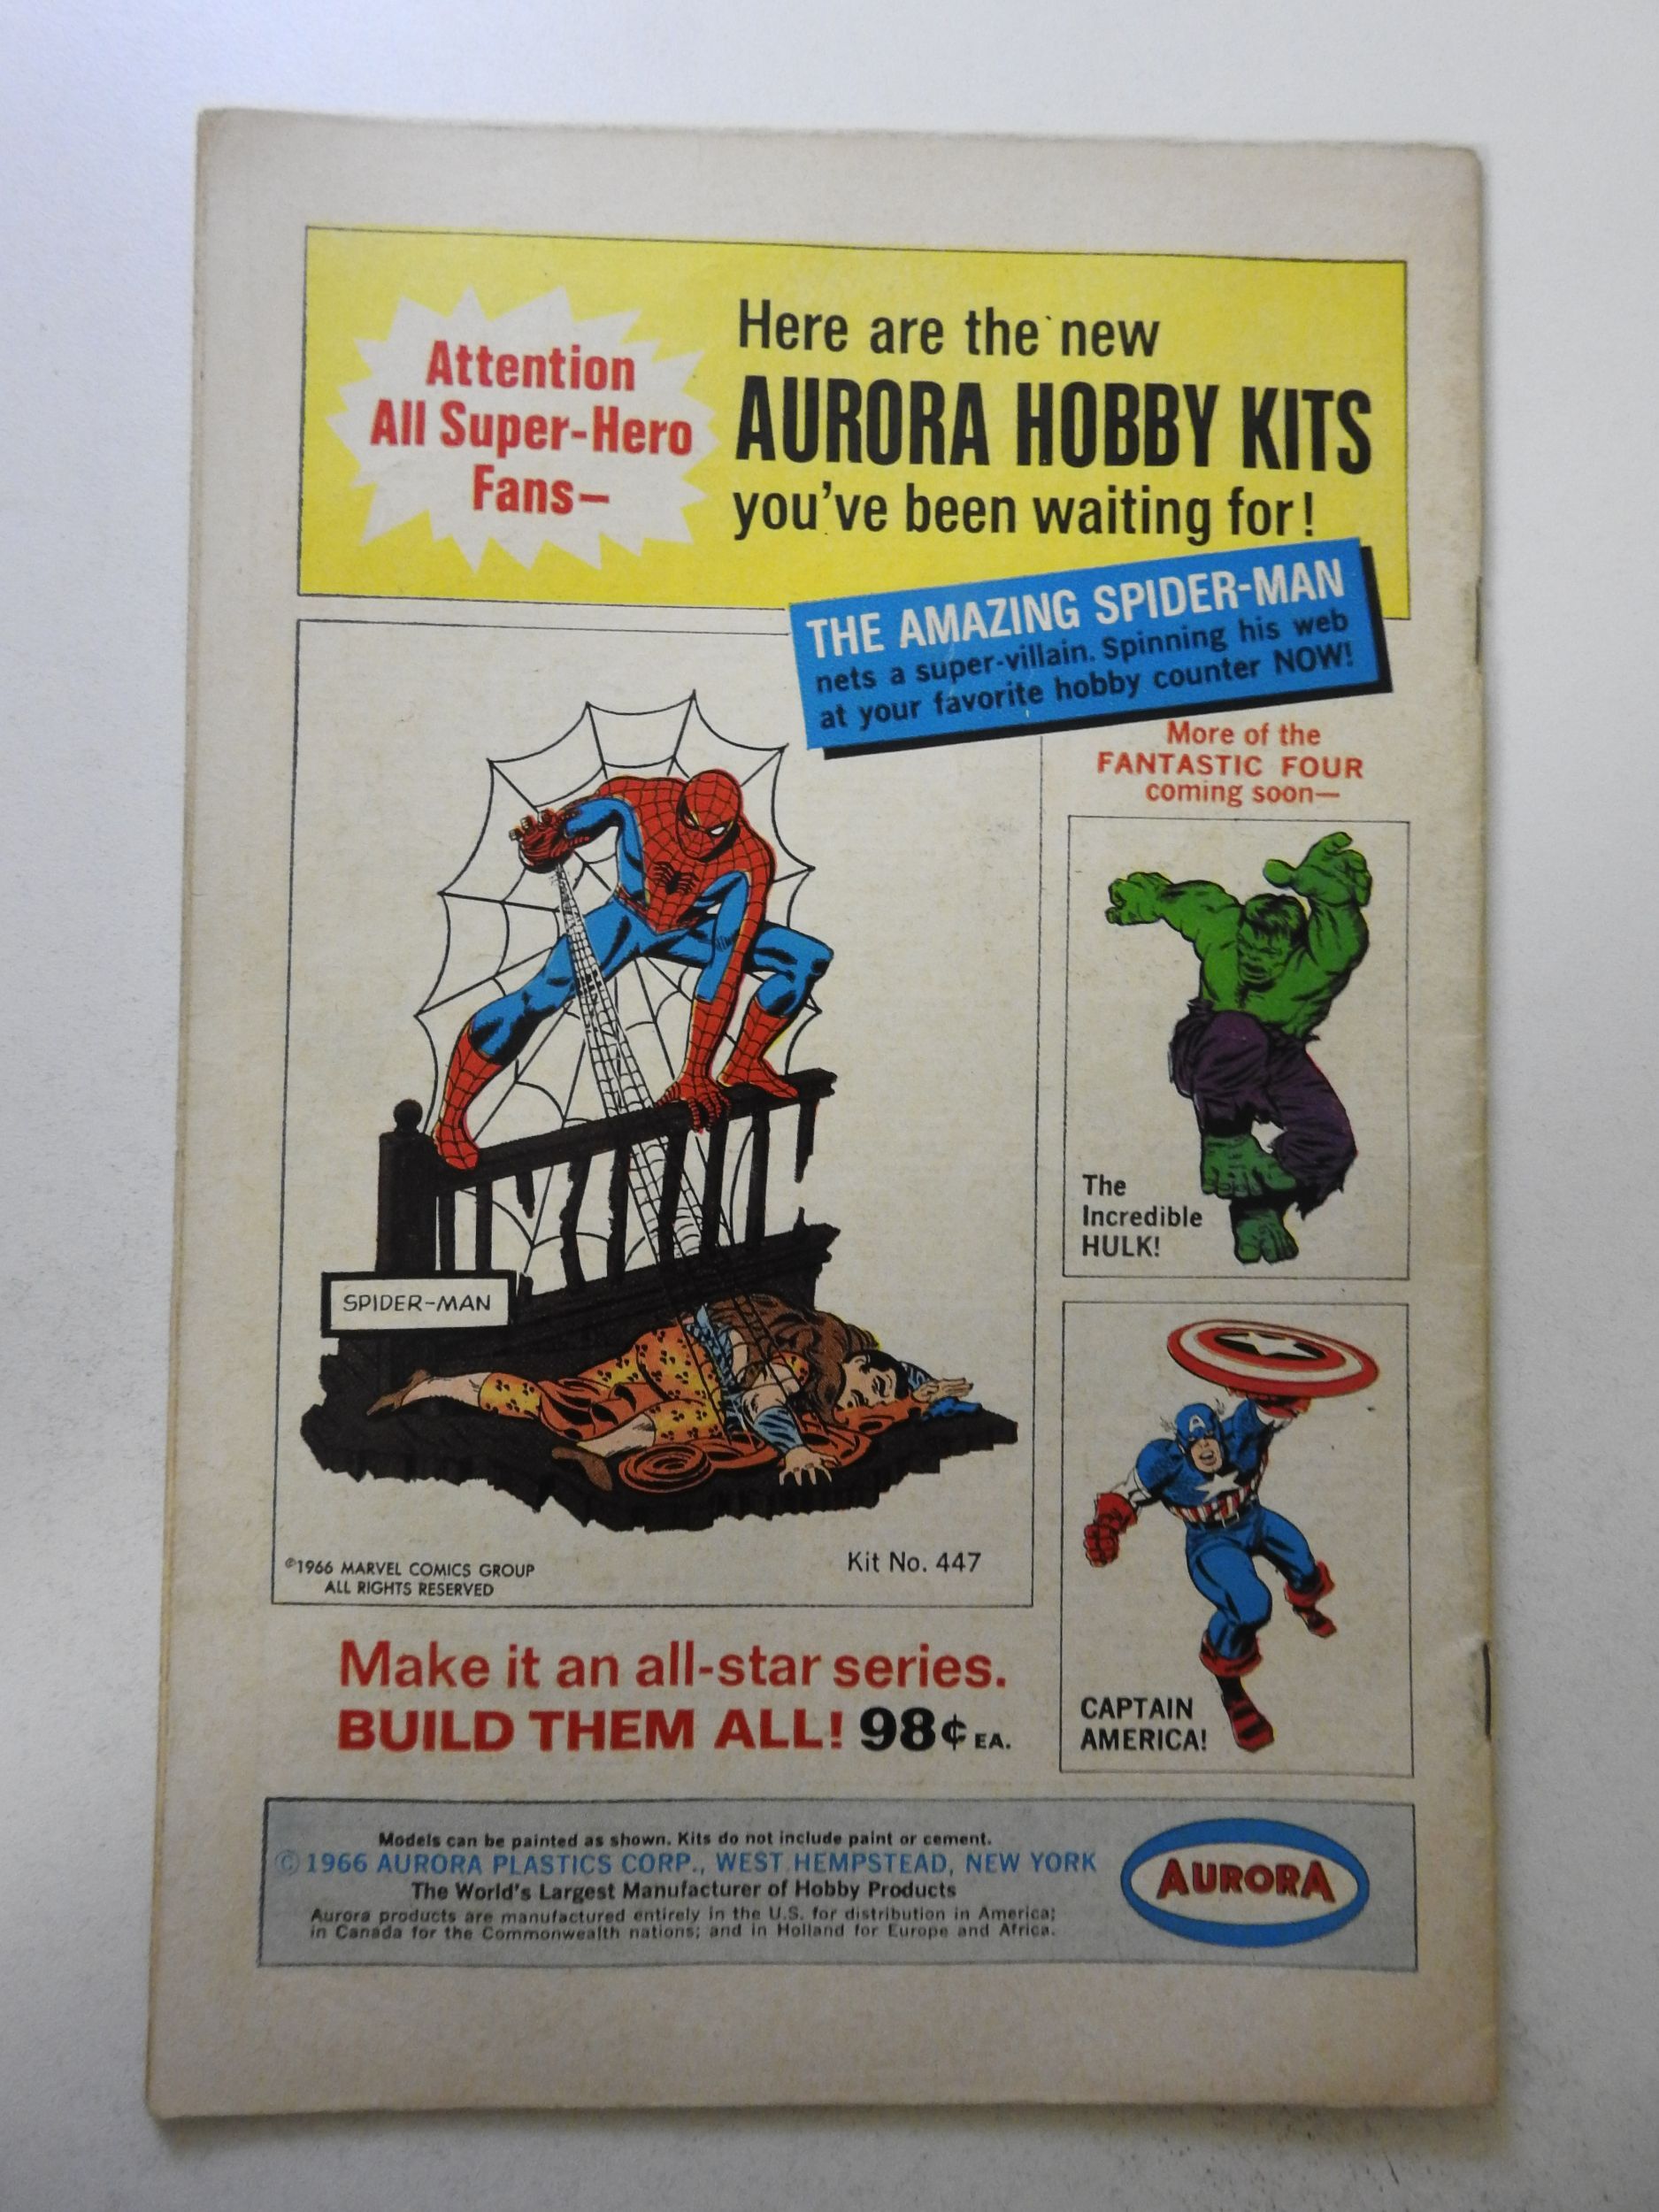 Attention
All Super-Hero
Fans—
Here are the new
AURORA HOBBY KITS
you've been waiting for!
THE AMAZING SPIDER-MAN
nets a super-villain. Spinning his web
at your favorite hobby counter NOW!
More of the
FANTASTIC FOUR
coming soon—
The
Incredible
HULK!
SPIDER-MAN
©1966 MARVEL COMICS GROUP
ALL RIGHTS RESERVED
Kit No. 447
A
CAPTAIN
AMERICA!
Make it an all-star series.
BUILD THEM ALL! 98¢ EA.
Models can be painted as shown. Kits do not include paint or cement.
© 1966 AURORA PLASTICS CORP., WEST HEMPSTEAD, NEW YORK
The World's Largest Manufacturer of Hobby Products
Aurora products are manufactured entirely in the U.S. for distribution in America;
in Canada for the Commonwealth nations; and in Holland for Europe and Africa.
AURORA